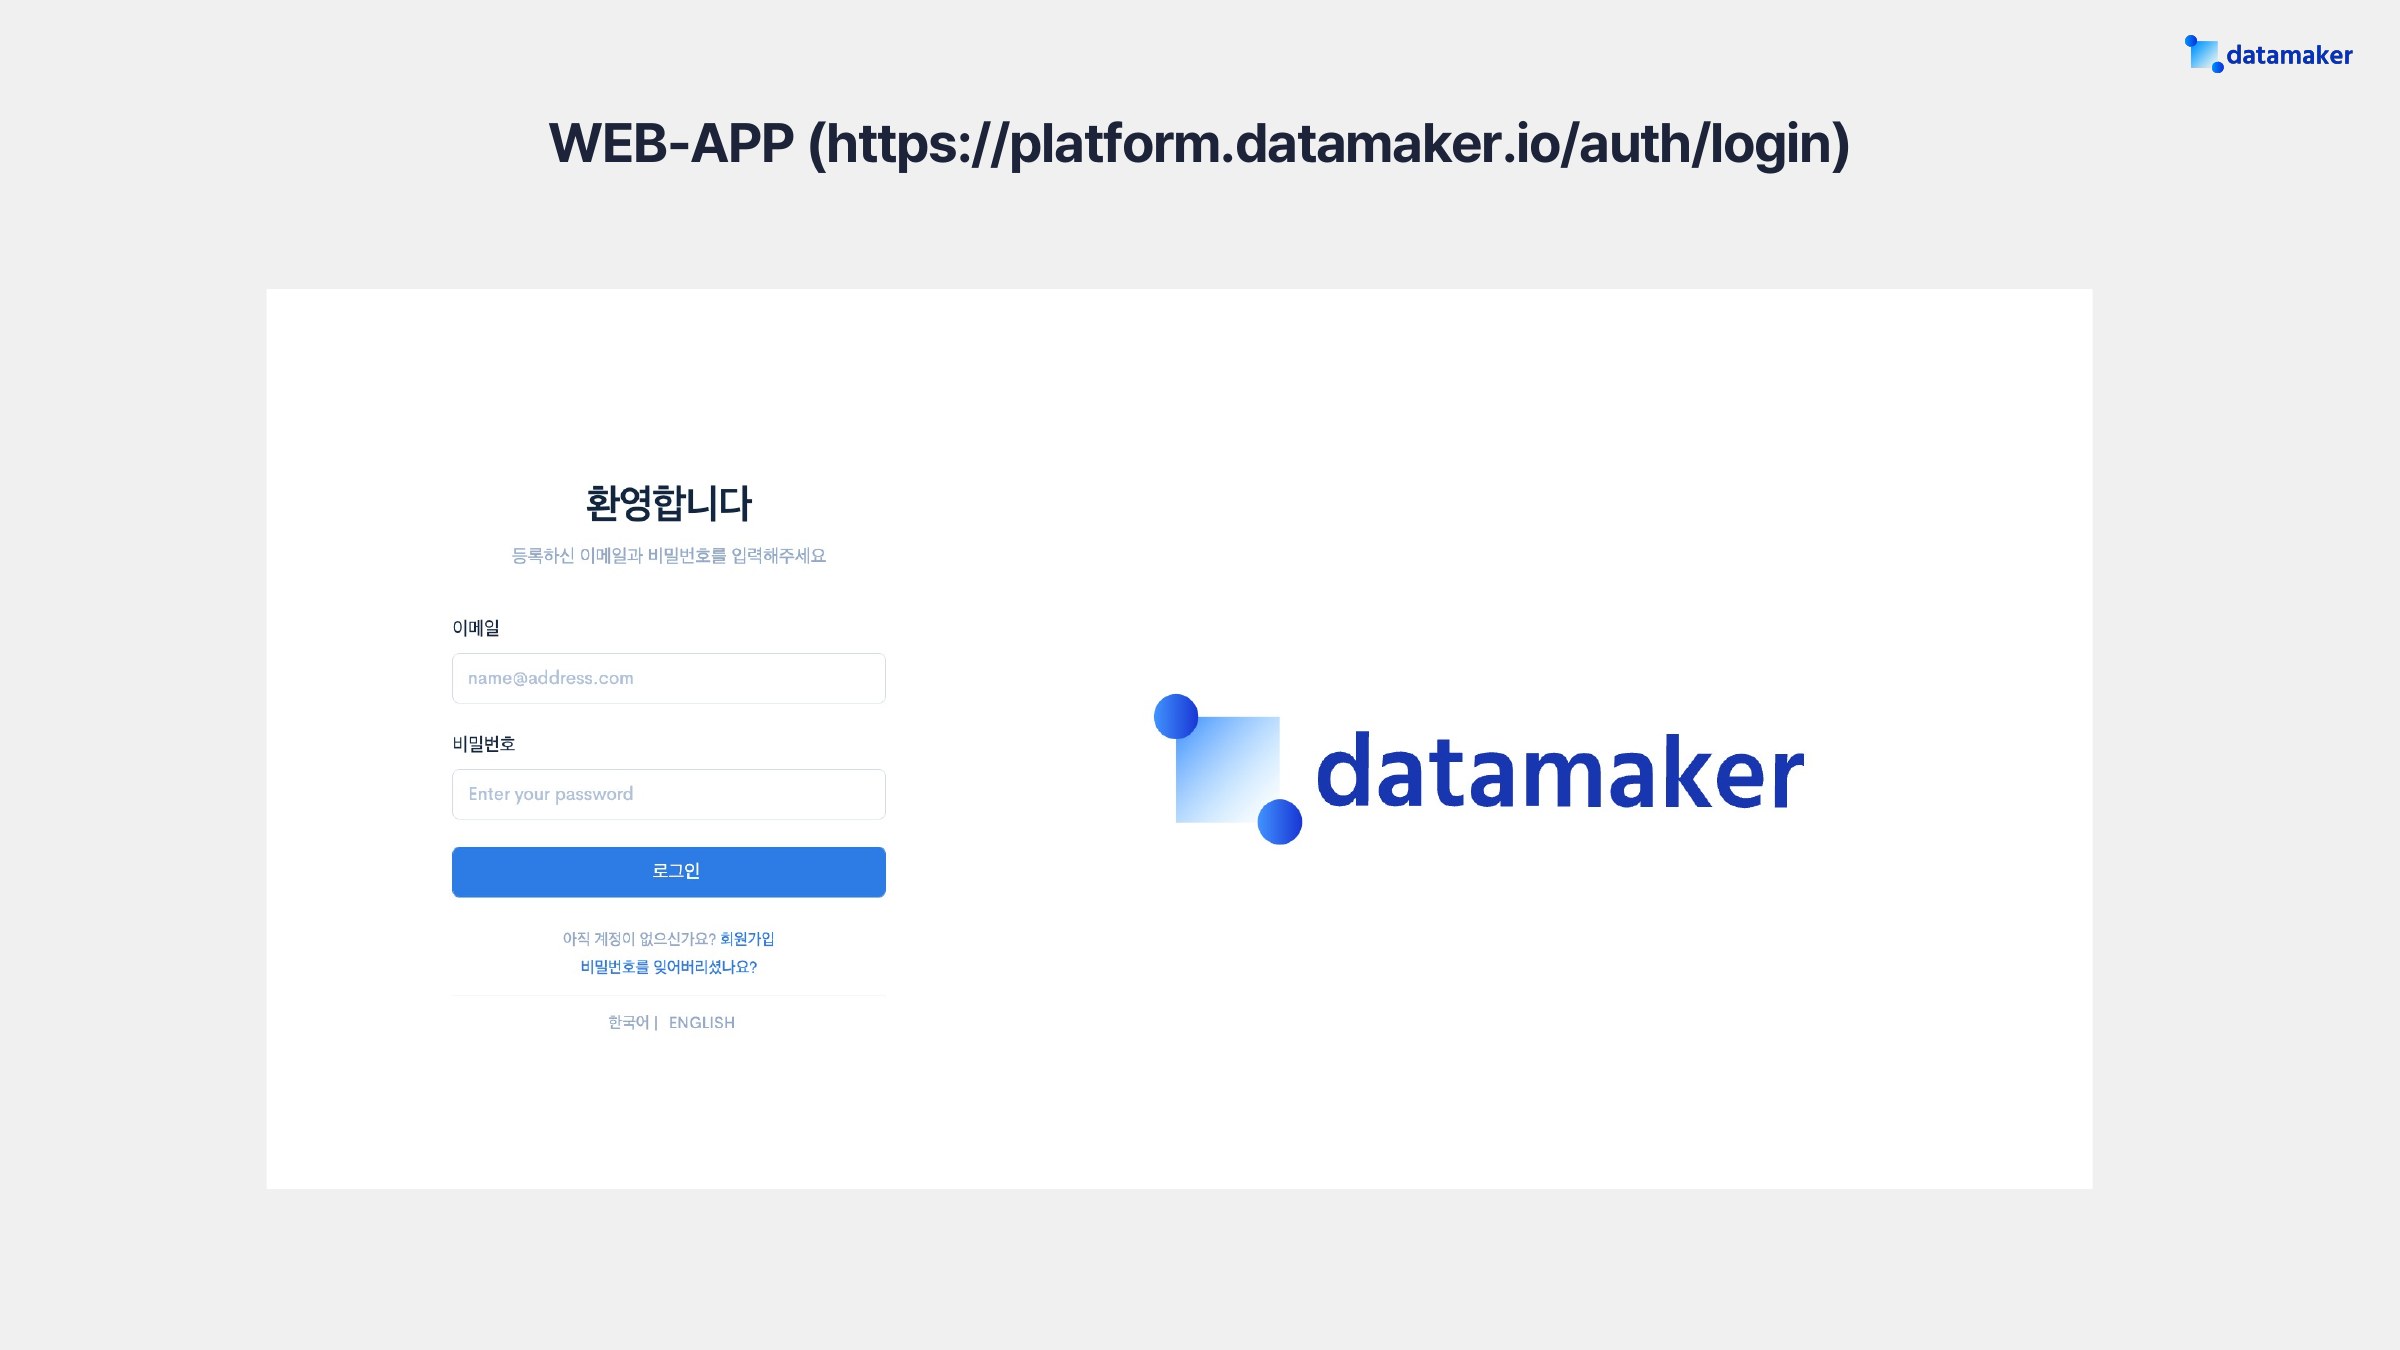 datamaker
WEB-APP (https://platform.datamaker.io/auth/login)
환영합니다
등록하신 이메일과 비밀번호를 입력해주세요
이메일
name@address.com
비밀번호
Enter your password
로그인
아직 계정이 없으신가요? 회원가입
비밀번호를 잊어버리셨나요?
한국어 | ENGLISH
datamaker